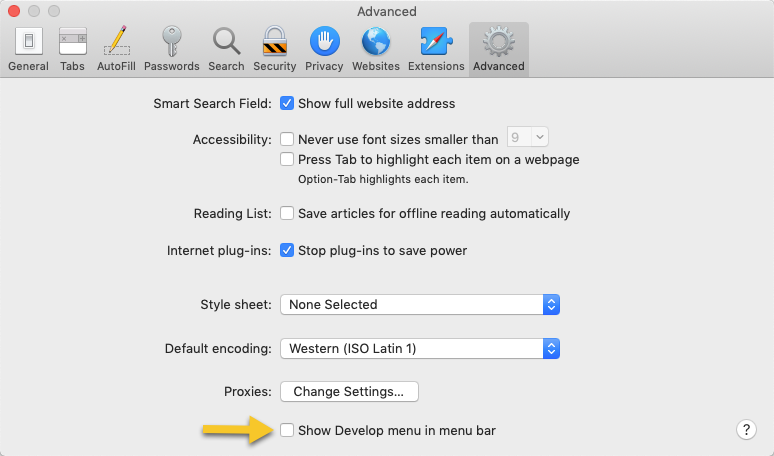 Advanced
General Tabs AutoFill Passwords Search Security Privacy Websites Extensions Advanced
Smart Search Field: Show full website address
Accessibility: Never use font sizes smaller than 9
Press Tab to highlight each item on a webpage
Option-Tab highlights each item.
Reading List: Save articles for offline reading automatically
Internet plug-ins: Stop plug-ins to save power
Style sheet: None Selected
Default encoding: Western (ISO Latin 1)
Proxies: Change Settings...
Show Develop menu in menu bar ?